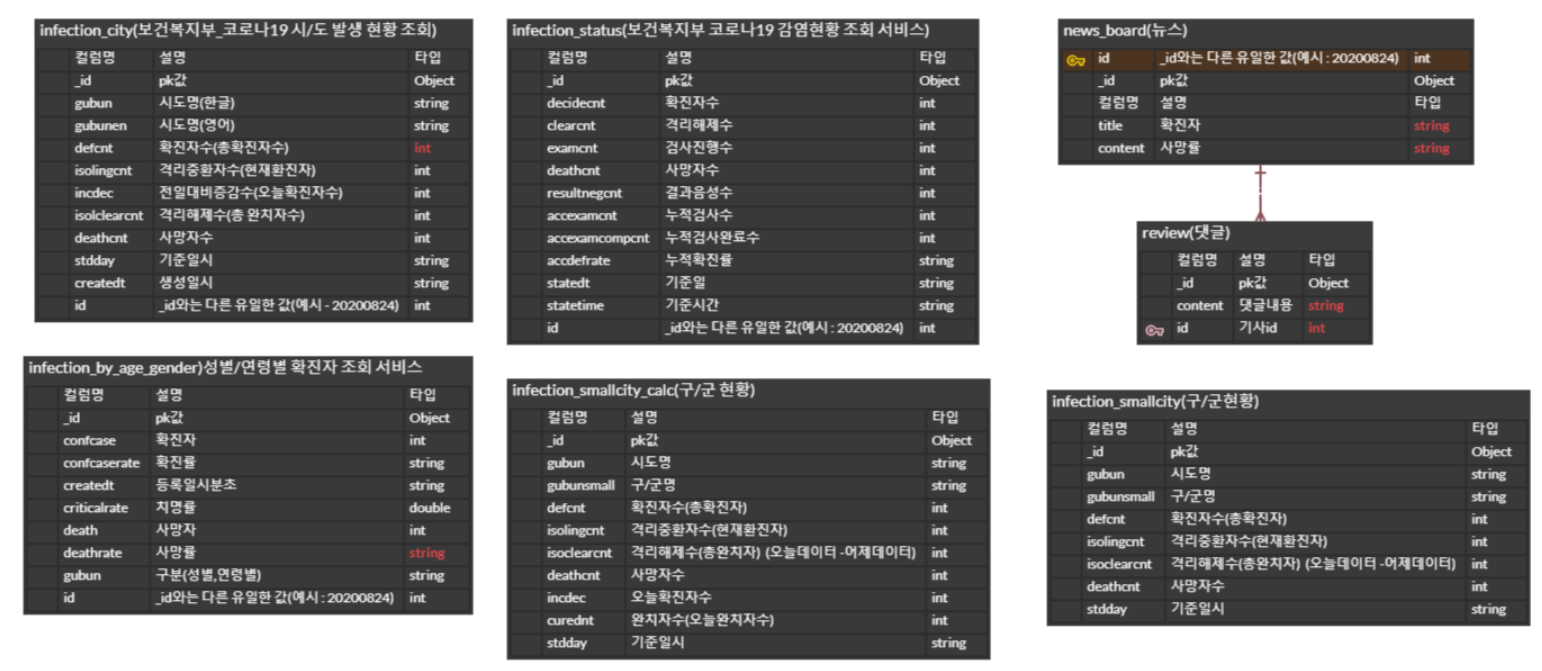 infection_city(보건복지부_코로나19 시/도 발생 현황 조회)
컬럼명 설명 타입
_id pk값 Object
gubun 시도명(한글) string
gubunen 시도명(영어) string
defcnt 확진자수(총확진자수) int
isolingcnt 격리중환자수(현재환진자) int
incdec 전일대비증감수(오늘확진자수) int
isolclearcnt 격리해제수(총 완치자수) int
deathcnt 사망자수 int
stdday 기준일시 string
createdt 생성일시 string
id _id와는 다른 유일한 값(예시 - 20200824) int
infection_status(보건복지부 코로나19 감염현황 조회 서비스)
컬럼명 설명 타입
_id pk값 Object
decidecnt 확진자수 int
clearcnt 격리해제수 int
examcnt 검사진행수 int
deathcnt 사망자수 int
resultnegcnt 결과음성수 int
accexamcnt 누적검사수 int
accexamcompcnt 누적검사완료수 int
accdefrate 누적확진률 string
statedt 기준일 string
statetime 기준시간 string
id _id와는 다른 유일한 값(예시 : 20200824) int
news_board(뉴스)
id _id와는 다른 유일한 값(예시 : 20200824) int
_id pk값 Object
컬럼명 설명 타입
title 확진자 string
content 사망률 string
review(댓글)
컬럼명 설명 타입
_id pk값 Object
content 댓글내용 string
id 기사id int
infection_by_age_gender)성별/연령별 확진자 조회 서비스
컬럼명 설명 타입
_id pk값 Object
confcase 확진자 int
confcaserate 확진률 string
createdt 등록일시분초 string
criticalrate 치명률 double
death 사망자 int
deathrate 사망률 string
gubun 구분(성별,연령별) string
id _id와는 다른 유일한 값(예시 : 20200824) int
infection_smallcity_calc(구/군 현황)
컬럼명 설명 타입
_id pk값 Object
gubun 시도명 string
gubunsmall 구/군명 string
defcnt 확진자수(총확진자) int
isolingcnt 격리중환자수(현재환진자) int
isoclearcnt 격리해제수(총완치자) (오늘데이터 -어제데이터) int
deathcnt 사망자수 int
incdec 오늘확진자수 int
curednt 완치자수(오늘완치자수) int
stdday 기준일시 string
infection_smallcity(구/군현황)
컬럼명 설명 타입
_id pk값 Object
gubun 시도명 string
gubunsmall 구/군명 string
defcnt 확진자수(총확진자) int
isolingcnt 격리중환자수(현재환진자) int
isoclearcnt 격리해제수(총완치자) (오늘데이터 -어제데이터) int
deathcnt 사망자수 int
stdday 기준일시 string